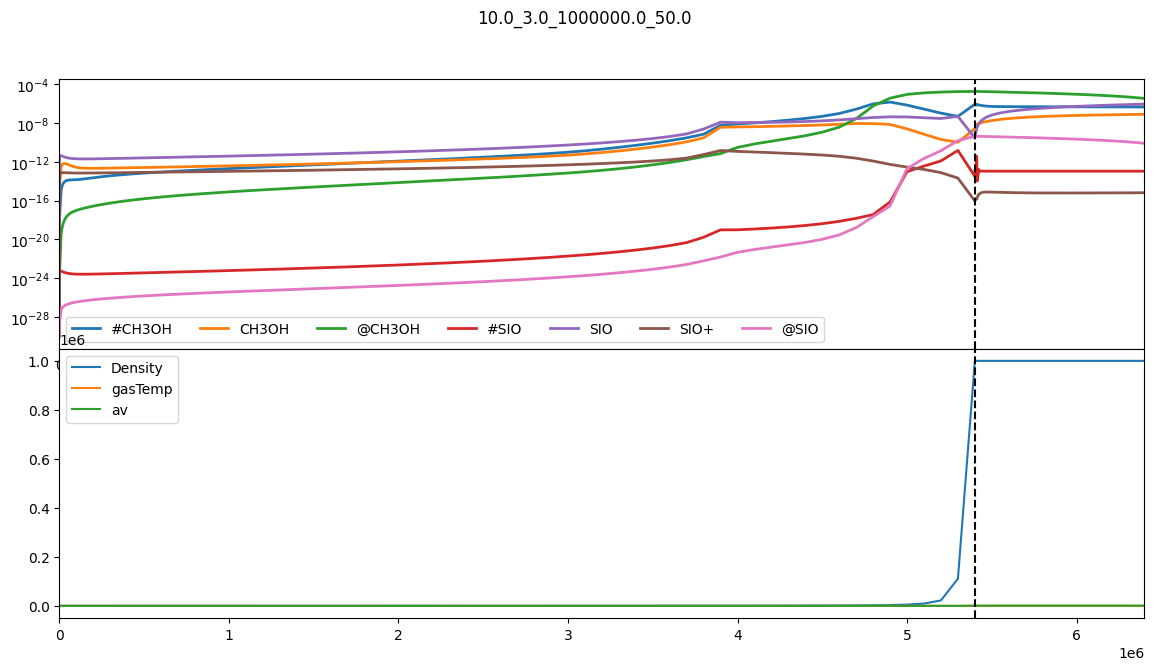 10.0_3.0_1000000.0_50.0
10⁻⁴
10⁻⁸
10⁻¹²
10⁻¹⁶
10⁻²⁰
10⁻²⁴
10⁻²⁸
#CH3OH CH3OH @CH3OH #SIO SIO SIO+ @SIO
1e6
1.0
0.8
0.6
0.4
0.2
0.0
Density
gasTemp
av
0 1 2 3 4 5 6
1e6